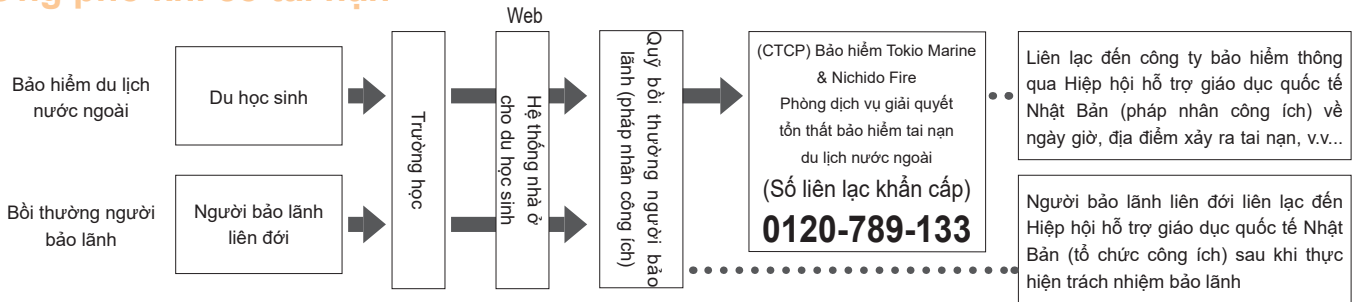 Web
Bảo hiểm du lịch
nước ngoài
Du học sinh
Bồi thường người
bảo lãnh
Người bảo lãnh
liên đới
Trường học
Hệ thống nhà ở
cho du học sinh
Quỹ bồi thường người bảo
lãnh (pháp nhân công ích)
(CTCP) Bảo hiểm Tokio Marine
& Nichido Fire
Phòng dịch vụ giải quyết
tổn thất bảo hiểm tai nạn
du lịch nước ngoài
(Số liên lạc khẩn cấp)
0120-789-133
Liên lạc đến công ty bảo hiểm thông
qua Hiệp hội hỗ trợ giáo dục quốc tế
Nhật Bản (pháp nhân công ích) về
ngày giờ, địa điểm xảy ra tai nạn, v.v...
Người bảo lãnh liên đới liên lạc đến
Hiệp hội hỗ trợ giáo dục quốc tế Nhật
Bản (tổ chức công ích) sau khi thực
hiện trách nhiệm bảo lãnh